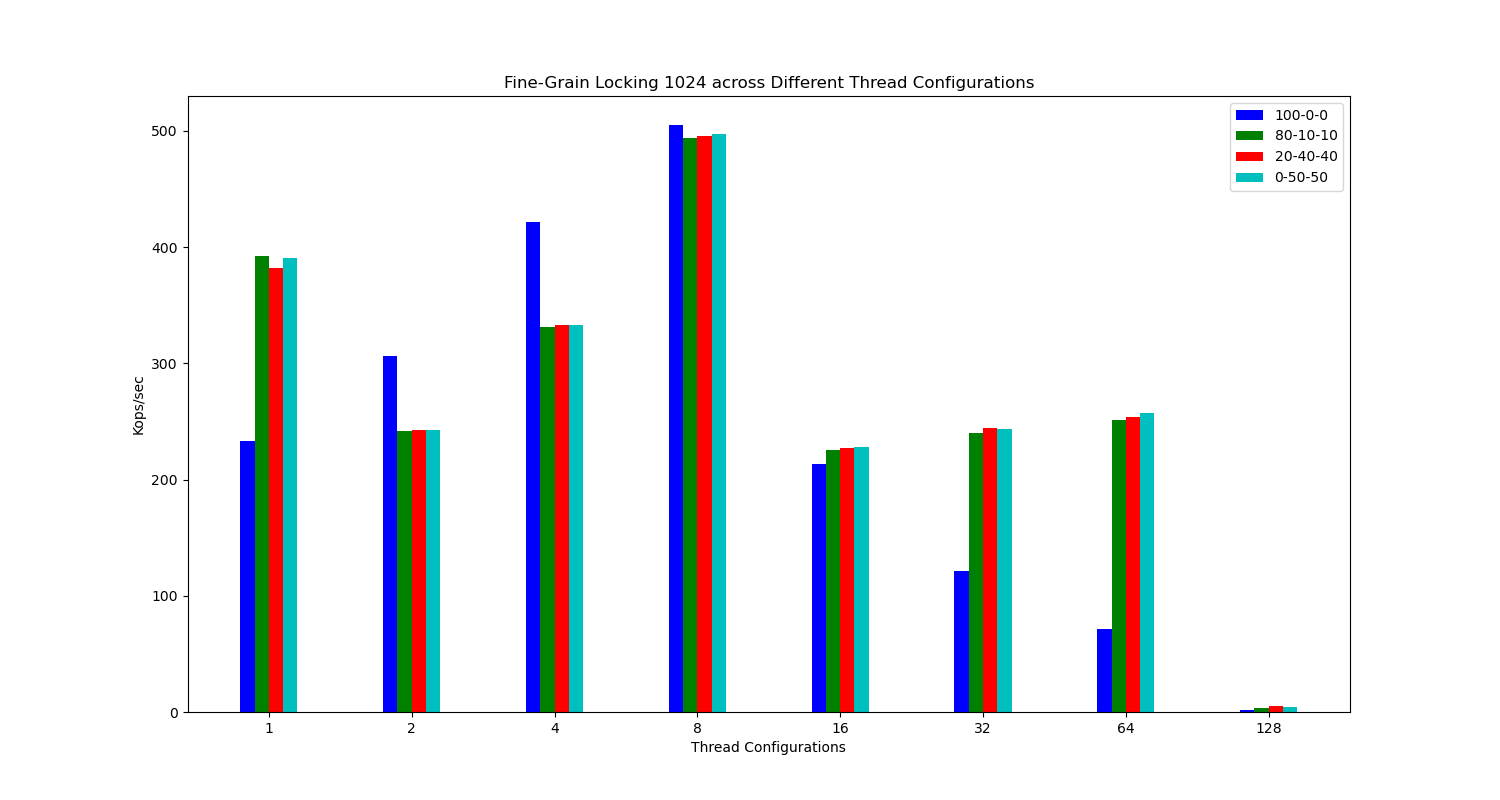 Fine-Grain Locking 1024 across Different Thread Configurations
100-0-0
80-10-10
20-40-40
0-50-50
500
400
300
200
100
0
Kops/sec
1 2 4 8 16 32 64 128
Thread Configurations